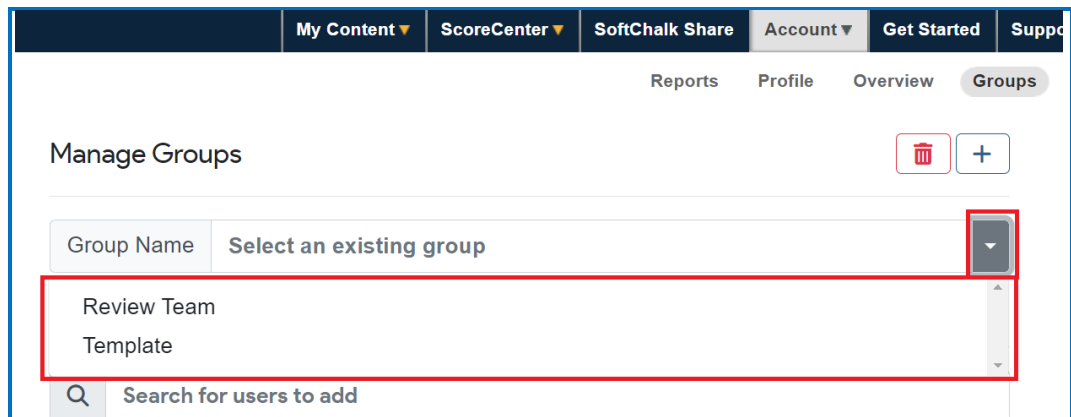 My Content ▼ ScoreCenter ▼ SoftChalk Share Account ▼ Get Started Suppo
Reports Profile Overview Groups
Manage Groups
Group Name Select an existing group
Review Team
Template
Search for users to add